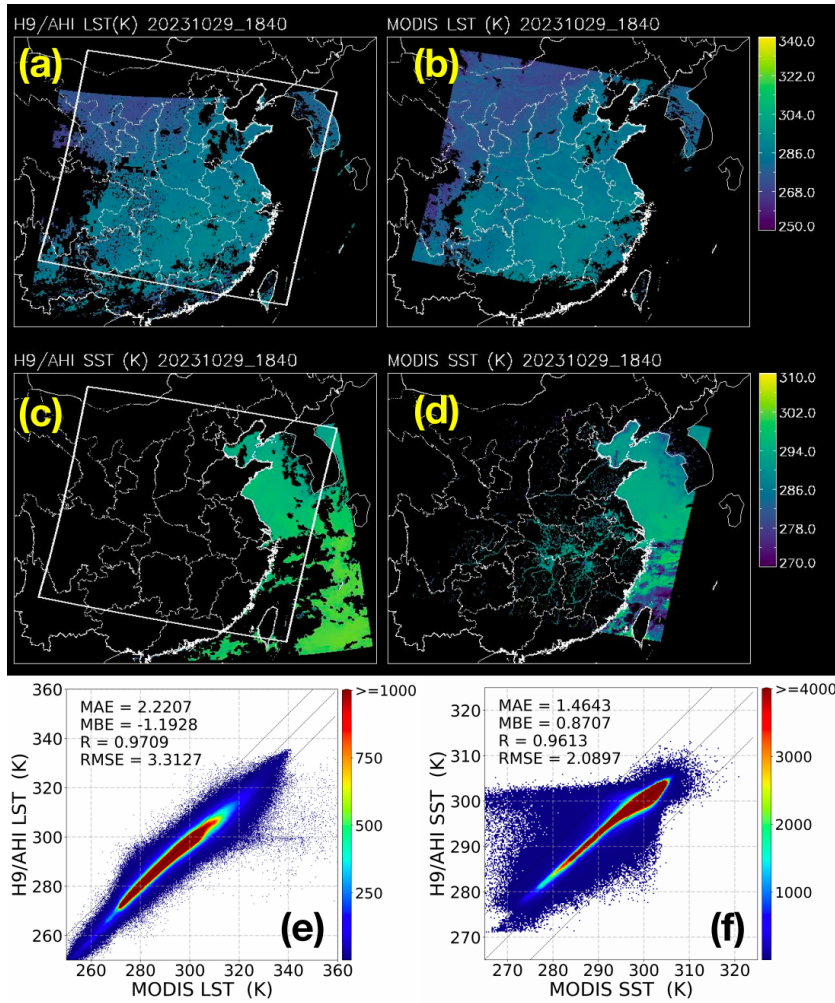 H9/AHI LST(K) 20231029_1840
MODIS LST (K) 20231029_1840
(a)
(b)
340.0
322.0
304.0
286.0
268.0
250.0
H9/AHI SST (K) 20231029_1840
MODIS SST (K) 20231029_1840
(c)
(d)
310.0
302.0
294.0
286.0
278.0
270.0
360
340
320
300
280
260
H9/AHI LST (K)
MAE = 2.2207
MBE = -1.1928
R = 0.9709
RMSE = 3.3127
(e)
260 280 300 320 340 360
MODIS LST (K)
>=1000
750
500
250
320
310
300
290
280
270
H9/AHI SST (K)
MAE = 1.4643
MBE = 0.8707
R = 0.9613
RMSE = 2.0897
(f)
270 280 290 300 310 320
MODIS SST (K)
>=4000
3000
2000
1000